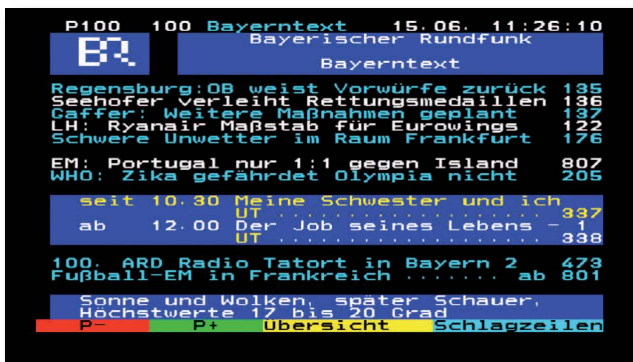 P100 100 Bayerntext 15.06. 11:26:10
BR
Bayerischer Rundfunk
Bayerntext
Regensburg:OB weist Vorwürfe zurück 135
Seehofer verleiht Rettungsmedaillen 136
Gaffer: Weitere Maßnahmen geplant 137
LH: Ryanair Maßstab für Eurowings 122
Schwere Unwetter im Raum Frankfurt 176
EM: Portugal nur 1:1 gegen Island 807
WHO: Zika gefährdet Olympia nicht 205
seit 10.30 Meine Schwester und ich
UT .................... 337
ab 12.00 Der Job seines Lebens - 1
UT .................... 338
100. ARD Radio Tatort in Bayern 2 473
Fußball-EM in Frankreich ....... ab 801
Sonne und Wolken, später Schauer,
Höchstwerte 17 bis 20 Grad
P- P+ Übersicht Schlagzeilen